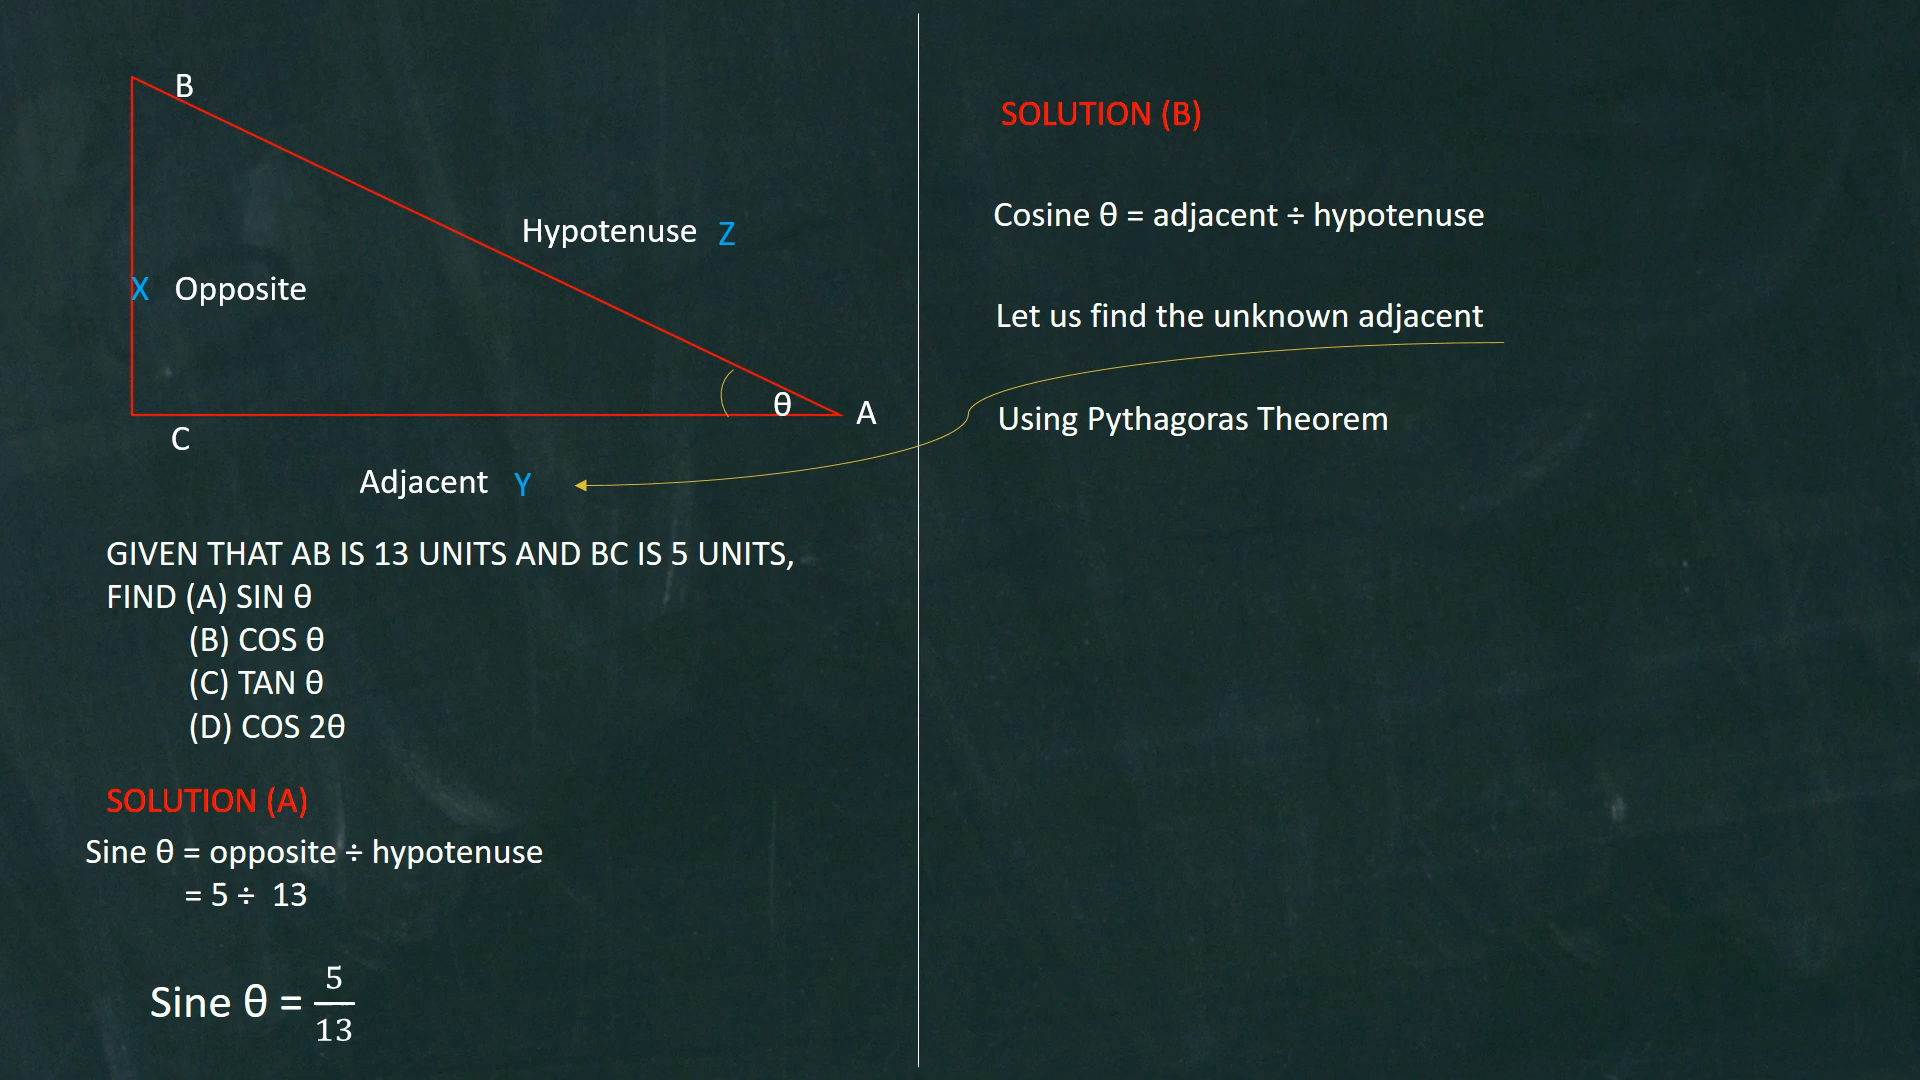 B
Hypotenuse Z
X Opposite
θ A
C
Adjacent Y
GIVEN THAT AB IS 13 UNITS AND BC IS 5 UNITS,
FIND (A) SIN θ
(B) COS θ
(C) TAN θ
(D) COS 2θ
SOLUTION (A)
Sine θ = opposite ÷ hypotenuse
= 5 ÷ 13
Sine θ = 5/13
SOLUTION (B)
Cosine θ = adjacent ÷ hypotenuse
Let us find the unknown adjacent
Using Pythagoras Theorem